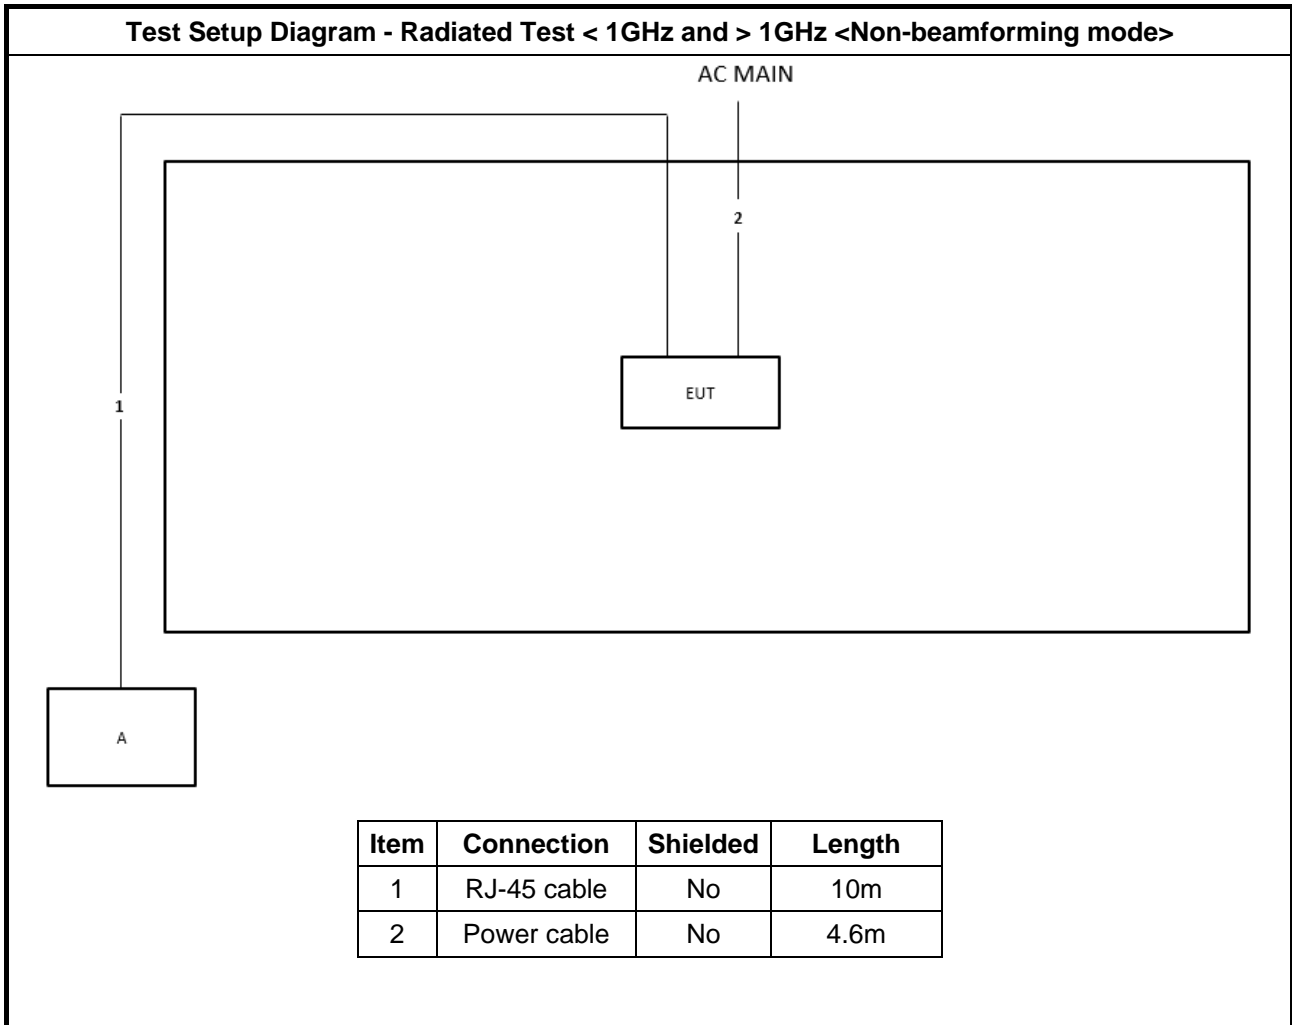 Test Setup Diagram - Radiated Test < 1GHz and > 1GHz <Non-beamforming mode>
AC MAIN
2
EUT
1
A
Item Connection Shielded Length
1 RJ-45 cable No 10m
2 Power cable No 4.6m